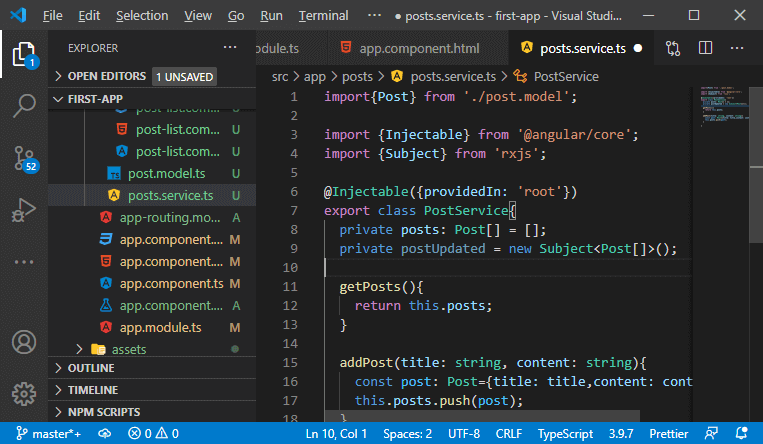 File Edit Selection View Go Run Terminal ··· ● posts.service.ts - first-app - Visual Studi...
EXPLORER ···
OPEN EDITORS 1 UNSAVED
FIRST-APP
post-list.com... U
post-list.com... U
post-list.com... U
post.model.ts U
posts.service.ts U
app-routing.mo... A
app.component.... M
app.component.... M
app.component.ts M
app.component.... A
app.module.ts M
assets
OUTLINE
TIMELINE
NPM SCRIPTS
1
52
odule.ts app.component.html posts.service.ts ● ···
src > app > posts > posts.service.ts > PostService
1 import{Post} from './post.model';
2
3 import {Injectable} from '@angular/core';
4 import {Subject} from 'rxjs';
5
6 @Injectable({providedIn: 'root'})
7 export class PostService{
8 private posts: Post[] = [];
9 private postUpdated = new Subject<Post[]>();
10
11 getPosts(){
12 return this.posts;
13 }
14
15 addPost(title: string, content: string){
16 const post: Post={title: title,content: cont
17 this.posts.push(post);
18 }
master*+ 0 0 Ln 10, Col 1 Spaces: 2 UTF-8 CRLF TypeScript 3.9.7 Prettier